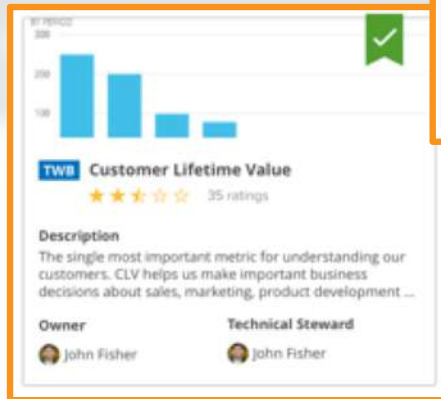 BY PERIOD
300
200
100
TWB Customer Lifetime Value
35 ratings
Description
The single most important metric for understanding our
customers. CLV helps us make important business
decisions about sales, marketing, product development ...
Owner Technical Steward
John Fisher John Fisher